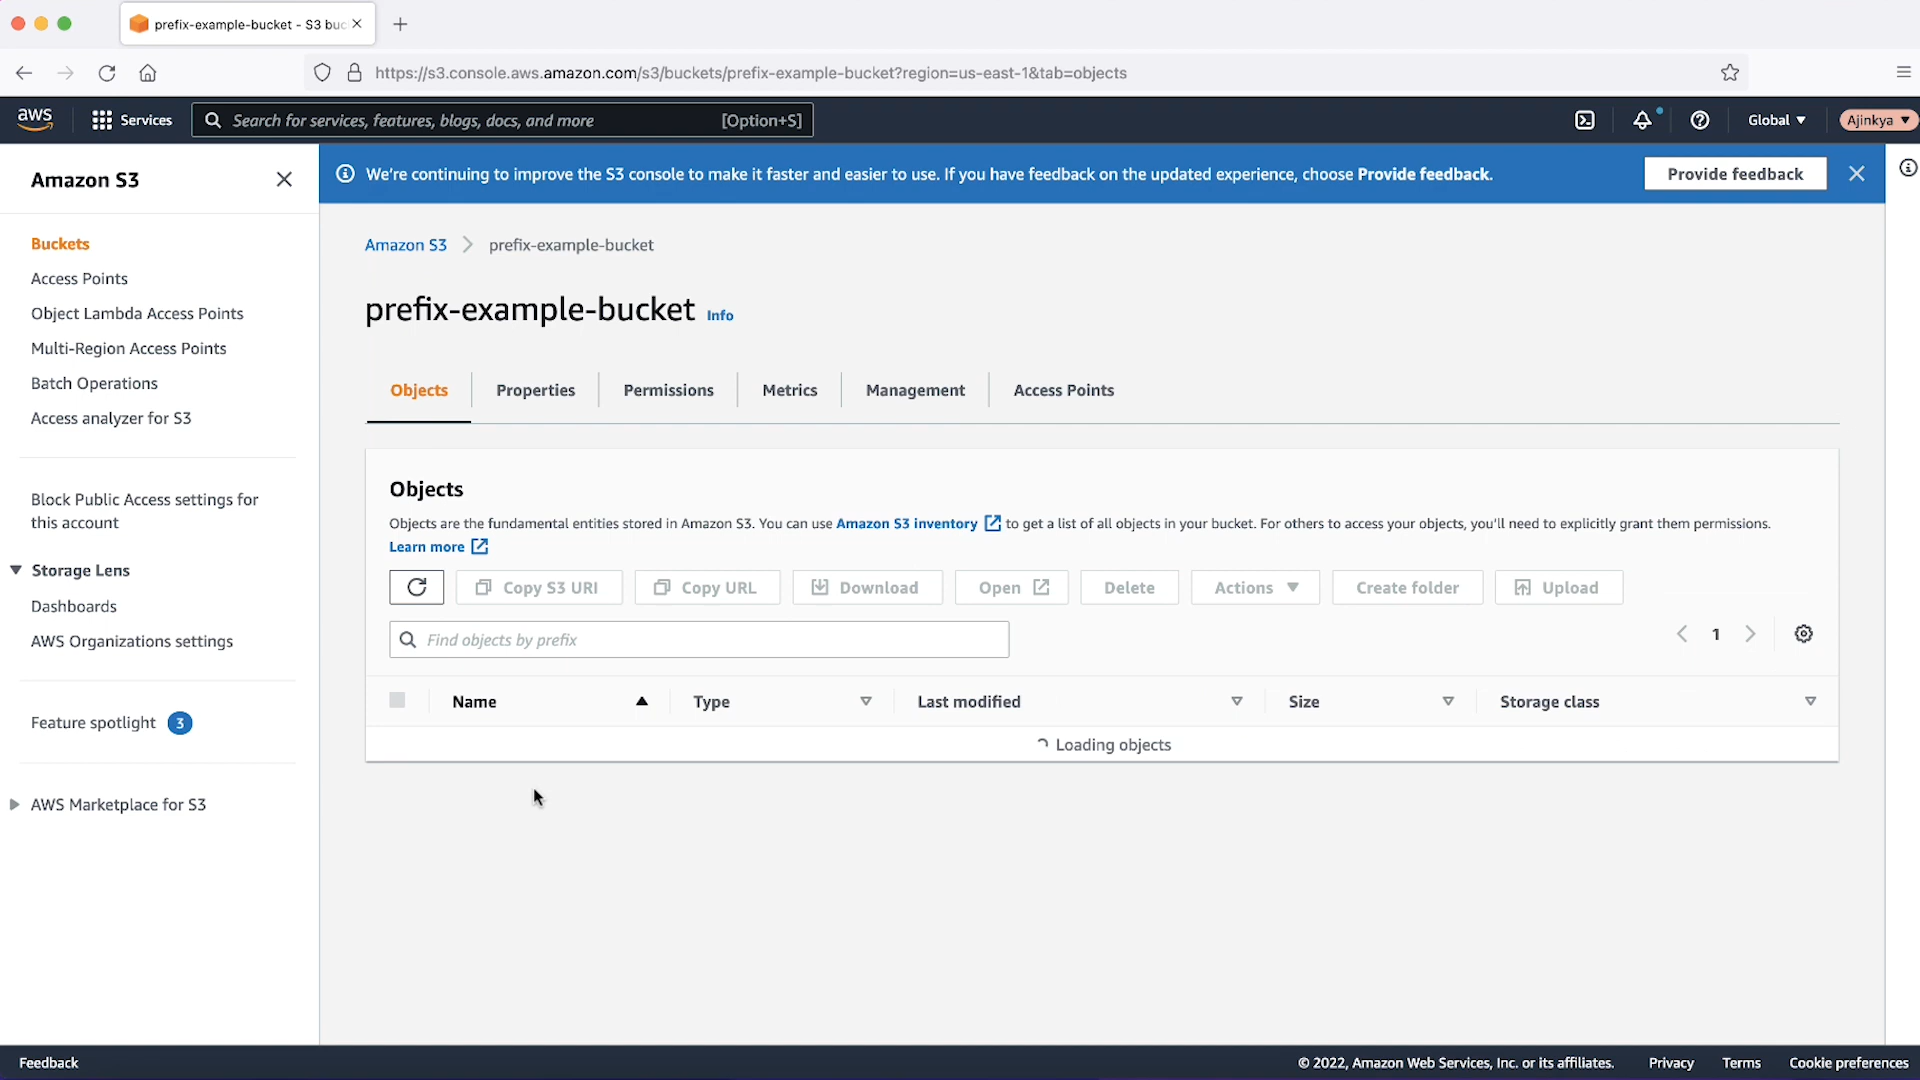 prefix-example-bucket - S3 buc
https://s3.console.aws.amazon.com/s3/buckets/prefix-example-bucket?region=us-east-1&tab=objects
aws
Services
Search for services, features, blogs, docs, and more
[Option+S]
Global
Ajinkya
Amazon S3
We're continuing to improve the S3 console to make it faster and easier to use. If you have feedback on the updated experience, choose Provide feedback.
Provide feedback
Buckets
Access Points
Object Lambda Access Points
Multi-Region Access Points
Batch Operations
Access analyzer for S3
Block Public Access settings for
this account
Storage Lens
Dashboards
AWS Organizations settings
Feature spotlight 3
AWS Marketplace for S3
Amazon S3 prefix-example-bucket
prefix-example-bucket Info
Objects Properties Permissions Metrics Management Access Points
Objects
Objects are the fundamental entities stored in Amazon S3. You can use Amazon S3 inventory to get a list of all objects in your bucket. For others to access your objects, you'll need to explicitly grant them permissions.
Learn more
Copy S3 URI Copy URL Download Open Delete Actions Create folder Upload
Find objects by prefix
1
Name Type Last modified Size Storage class
Loading objects
Feedback
© 2022, Amazon Web Services, Inc. or its affiliates. Privacy Terms Cookie preferences